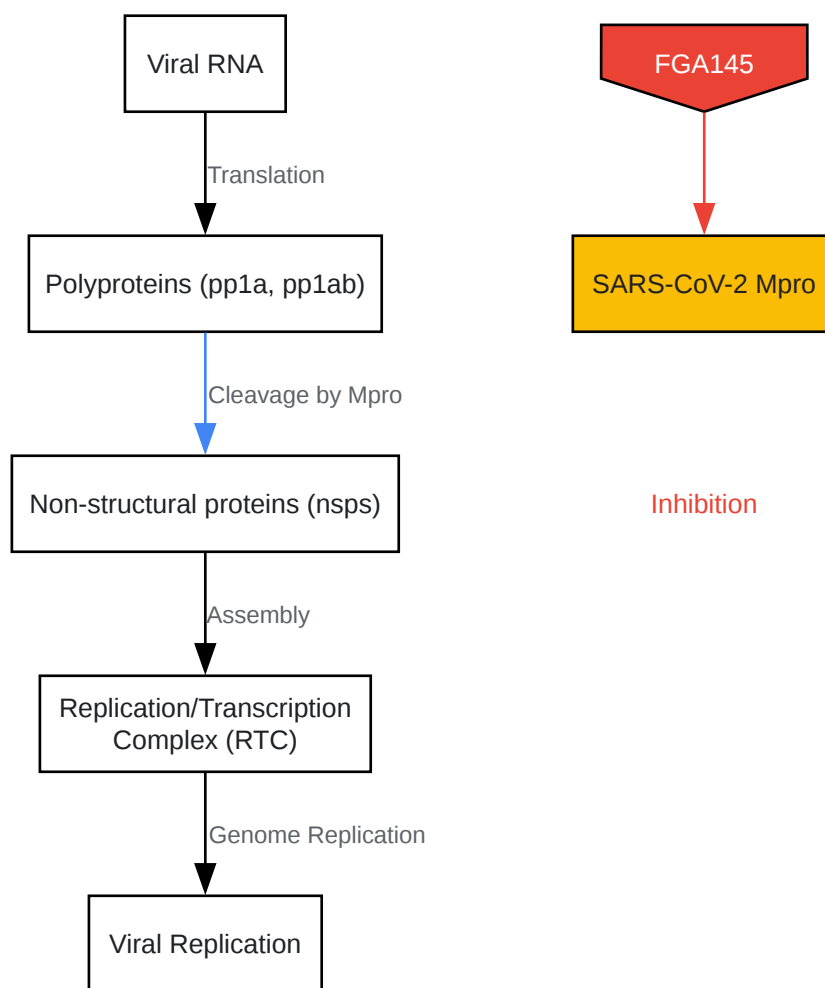 Viral RNA
FGA145
Translation
Polyproteins (pp1a, pp1ab)
SARS-CoV-2 Mpro
Cleavage by Mpro
Non-structural proteins (nsps)
Inhibition
Assembly
Replication/Transcription
Complex (RTC)
Genome Replication
Viral Replication